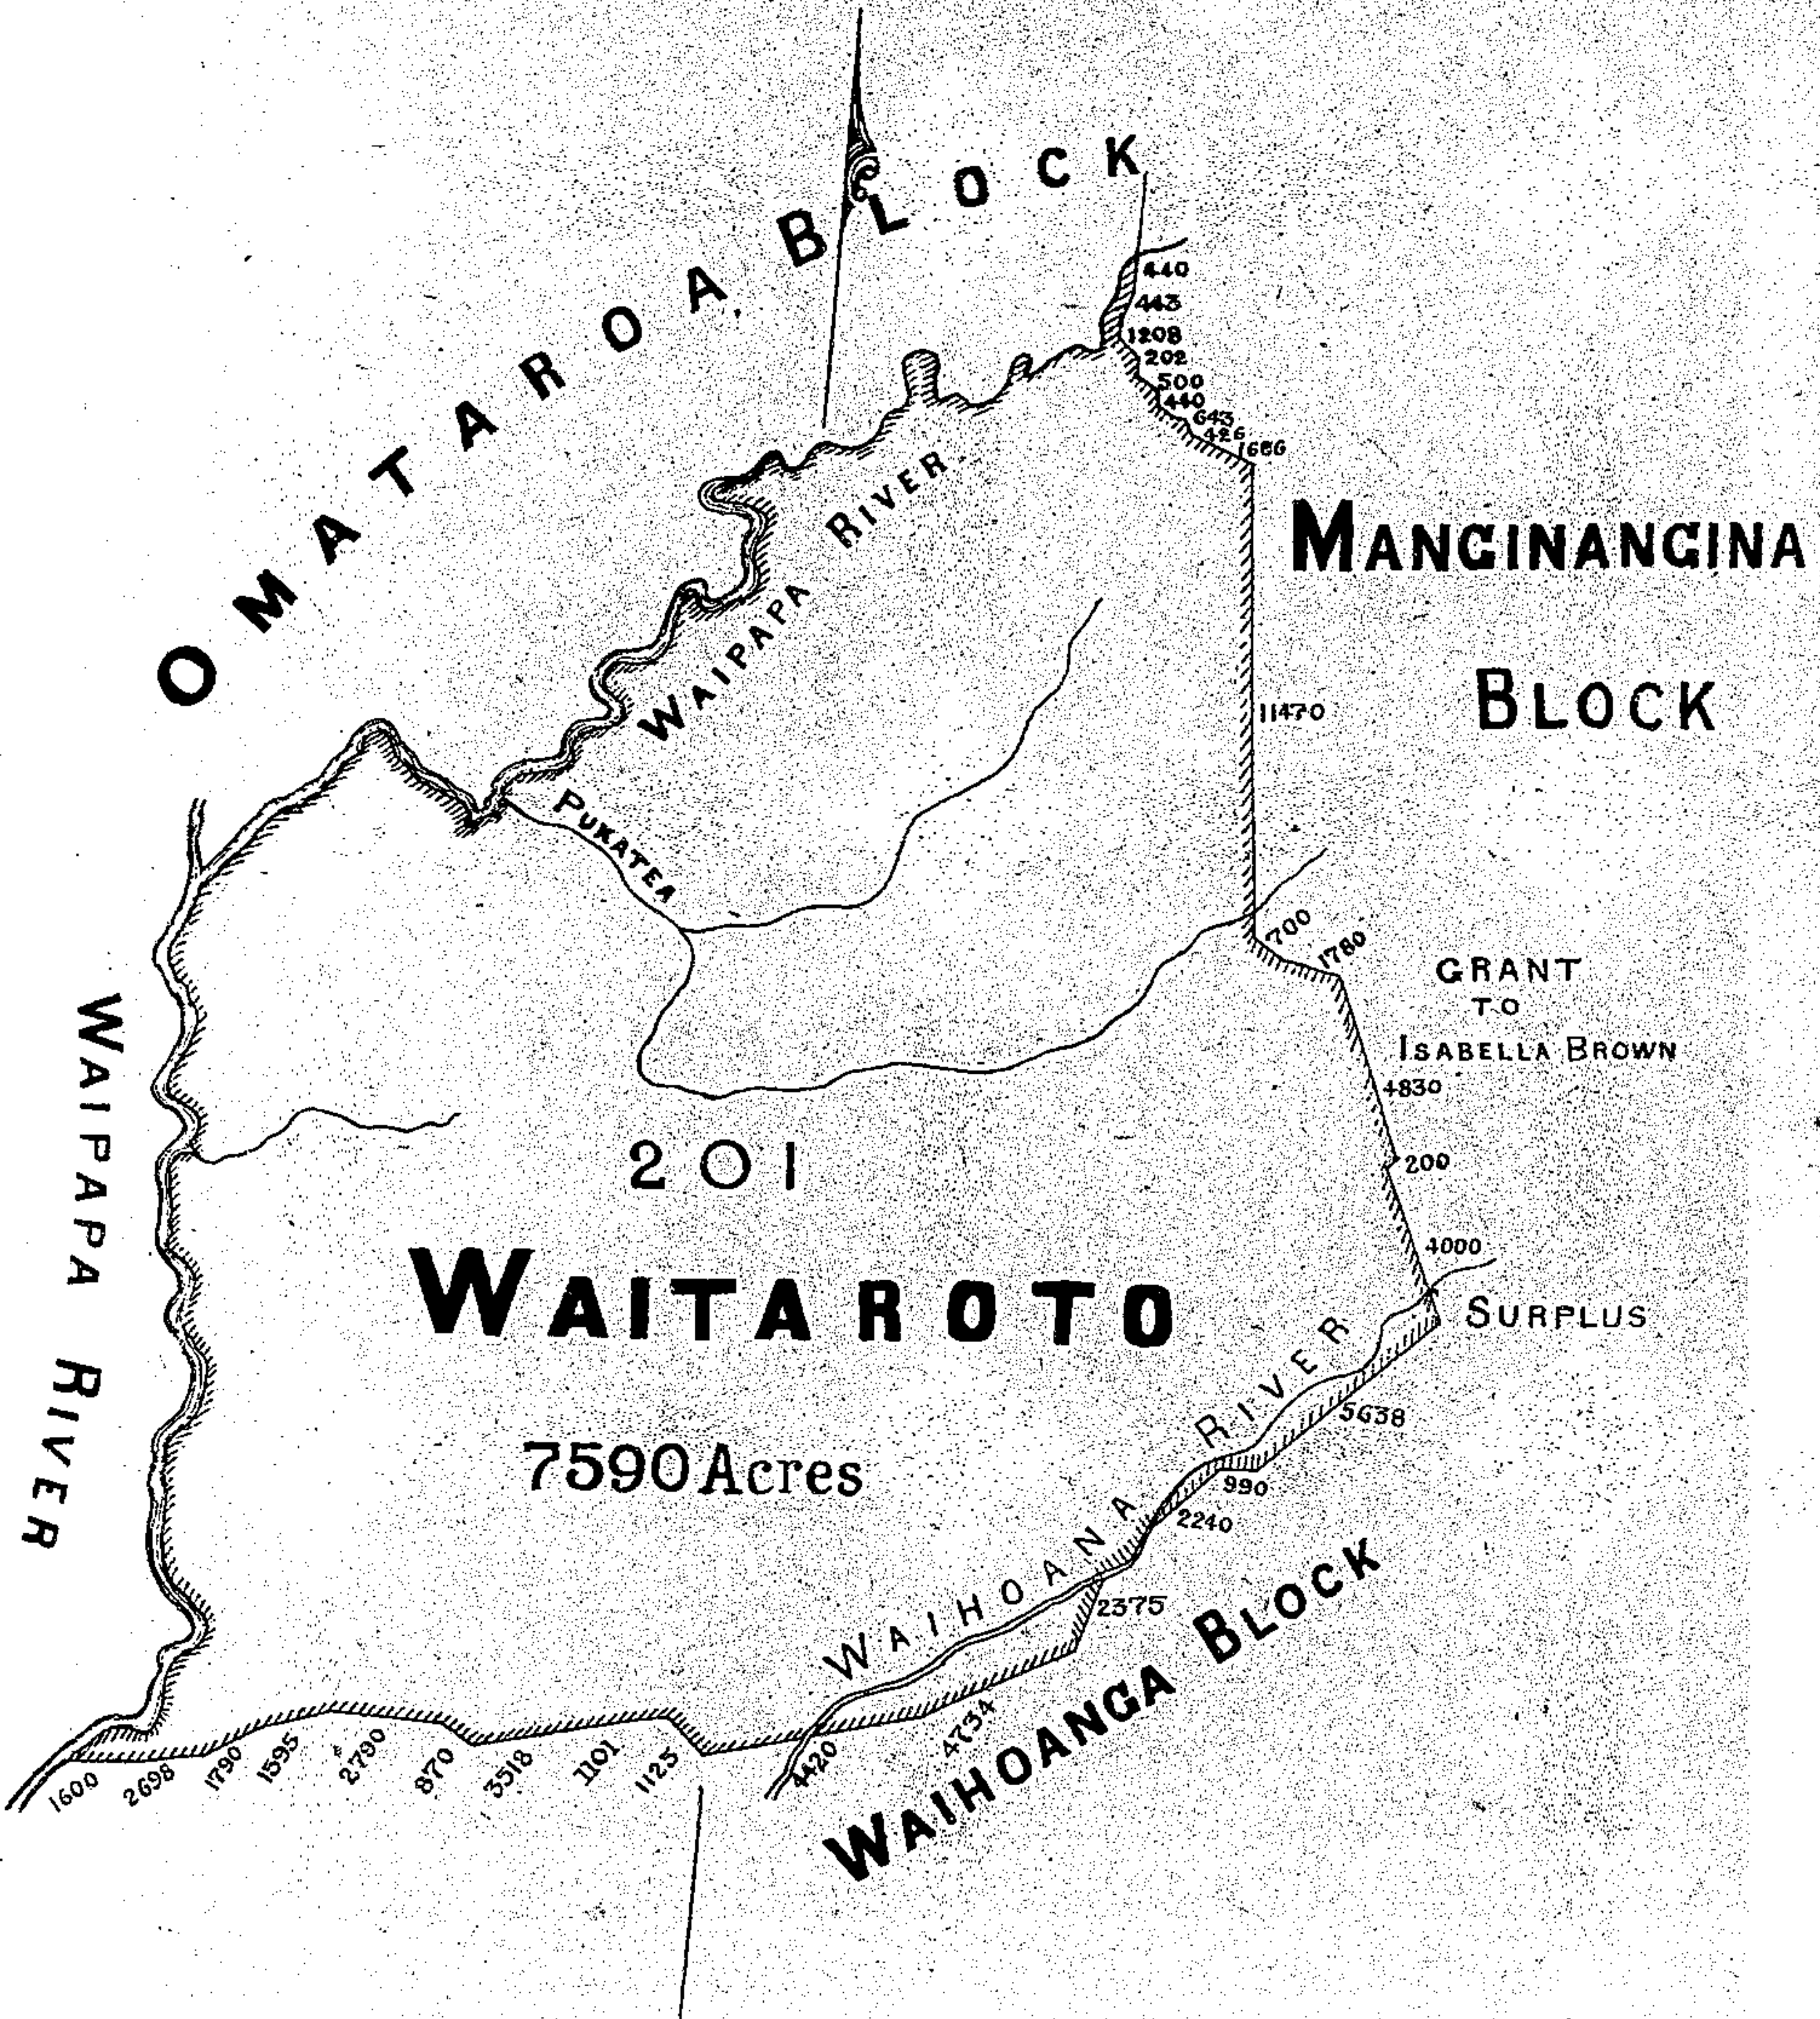 OMATAROA BLOCK
440
443
1208
202
500
440
643
426
1686
WAIPAPA RIVER
MANGINANGINA
BLOCK
11470
PUKATEA
700
1780
GRANT
TO
ISABELLA BROWN
4830
200
4000
SURPLUS
WAIPAPA RIVER
201
WAITAROTO
7590 Acres
WAIHOANA RIVER
5638
990
2240
2375
4734
4420
WAIHOANGA BLOCK
1600
2698
1790
1595
2790
870
3518
1101
1125